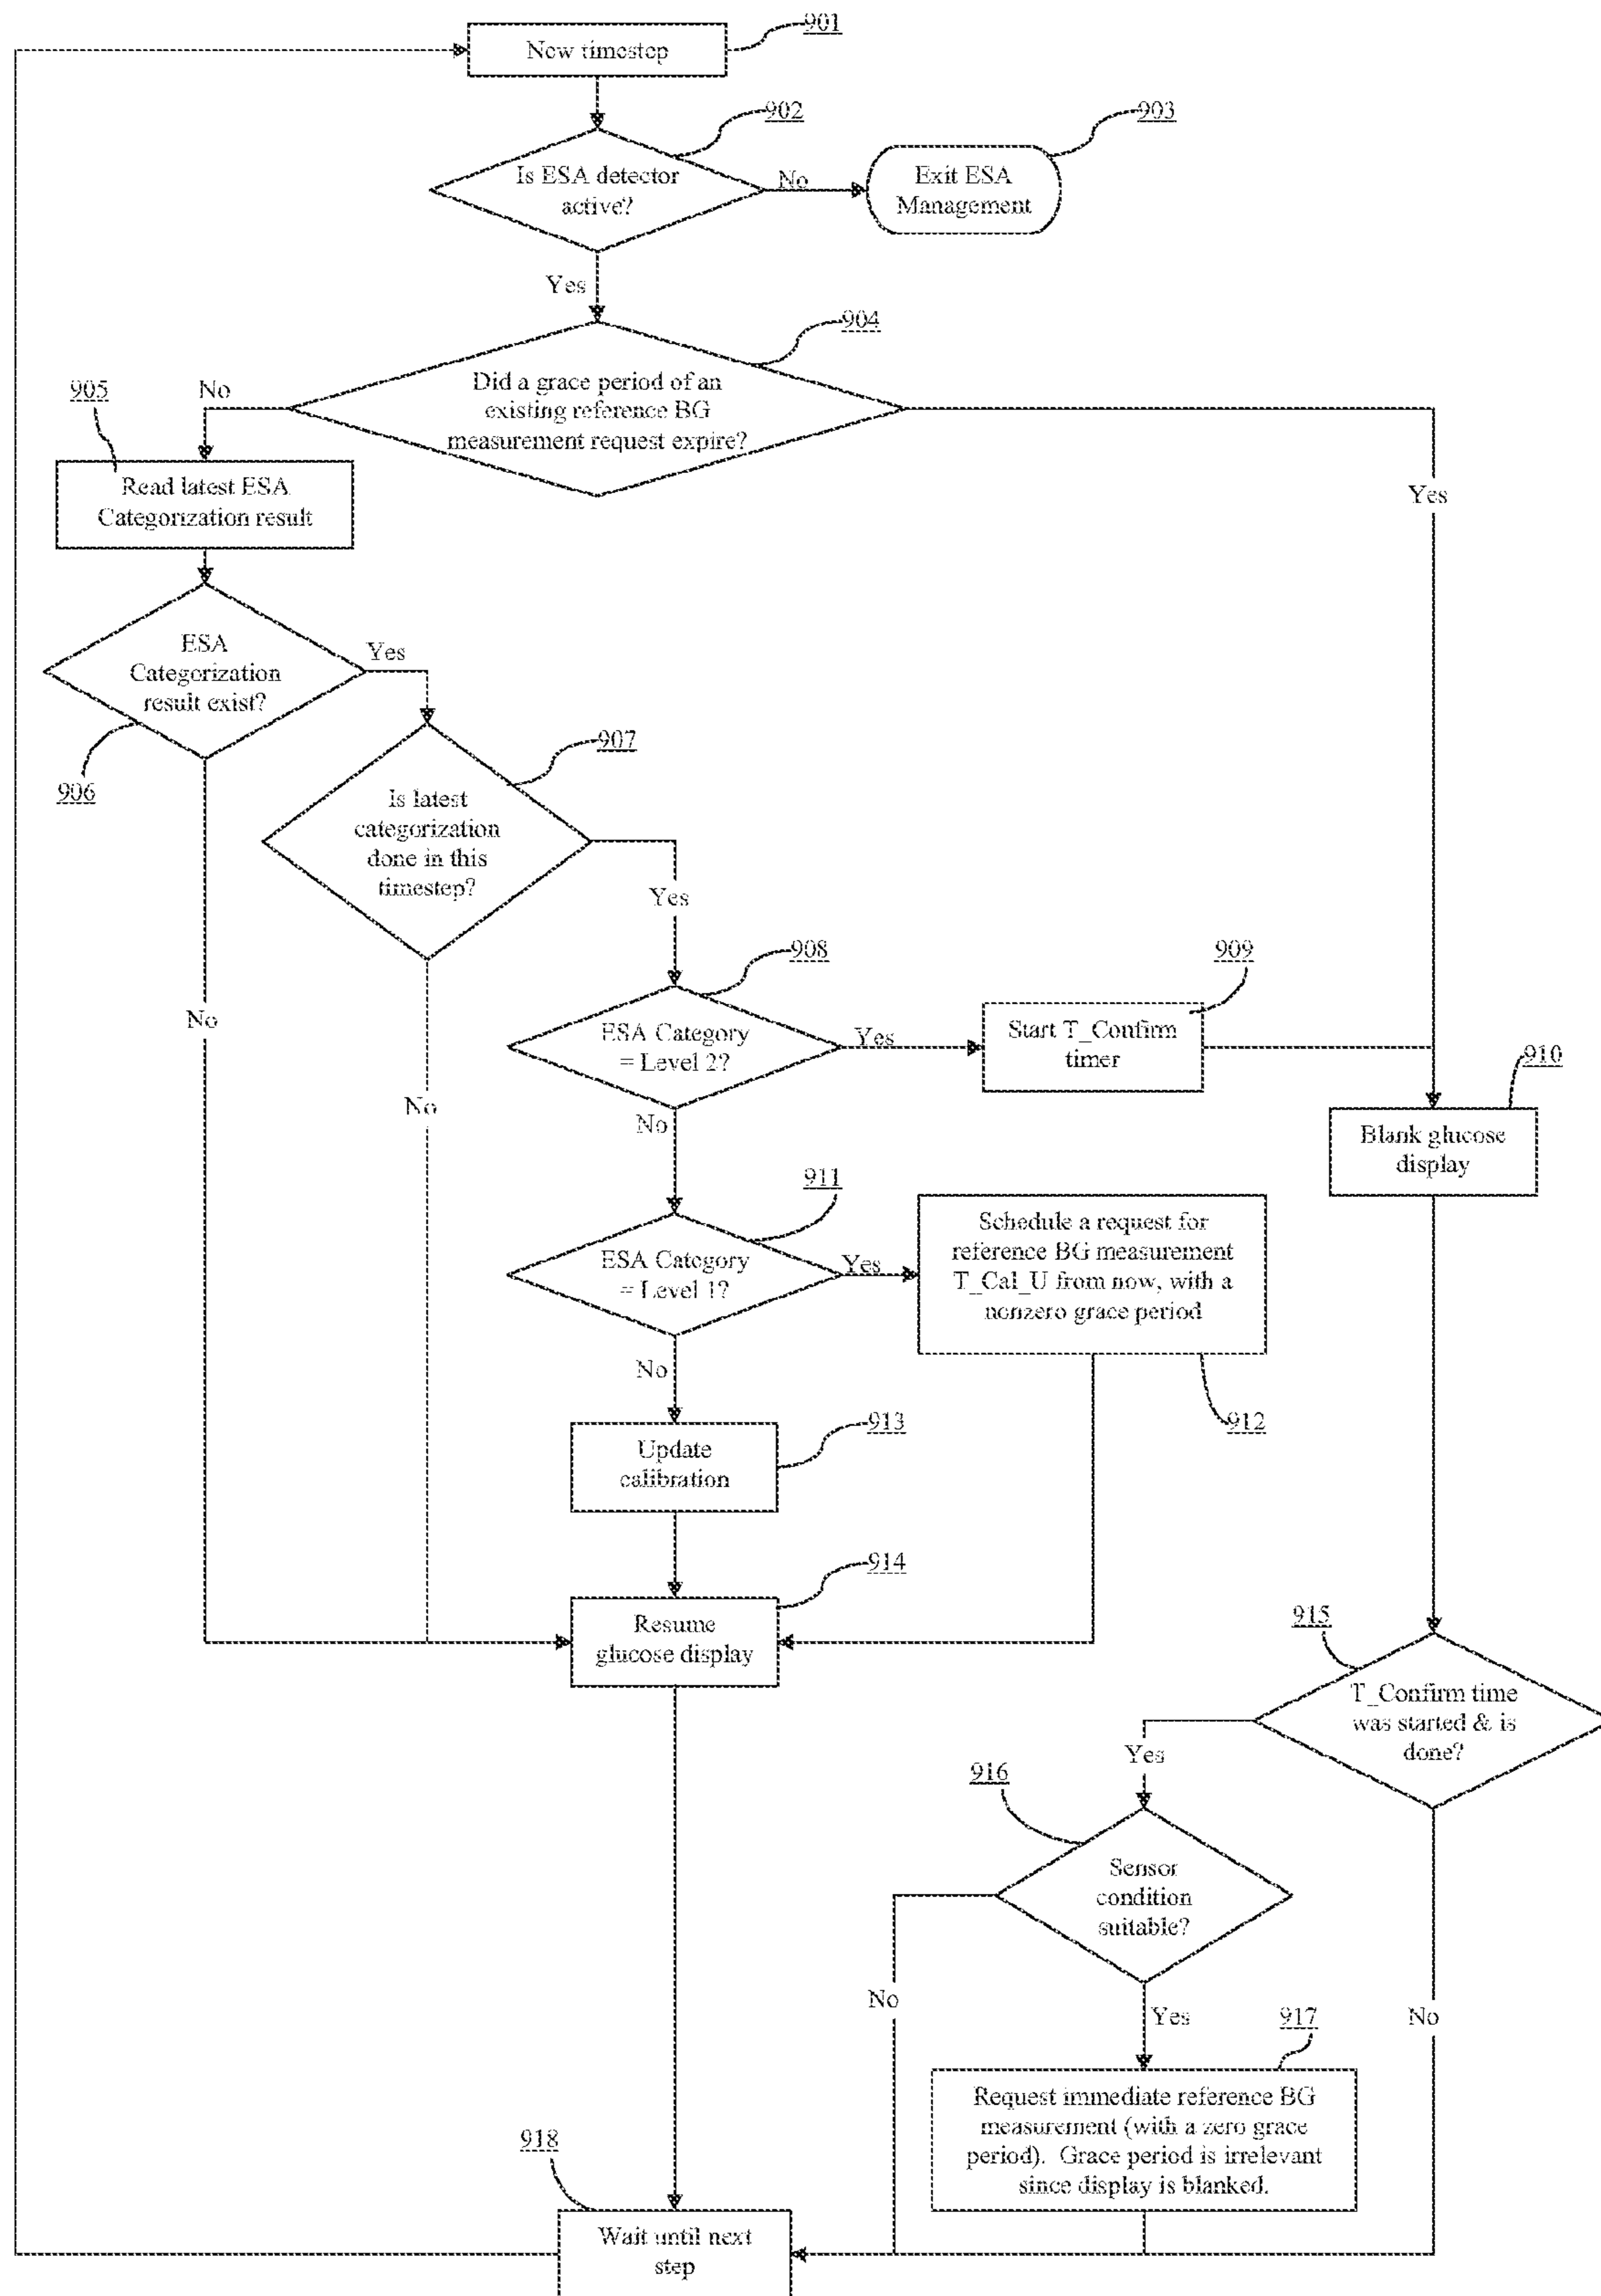 901
New timestep
902
903
Is ESA detector
active?
No
Exit ESA
Management
Yes
904
905
No
Did a grace period of an
existing reference BG
measurement request expire?
Read latest ESA
Categorization result
Yes
ESA
Categorization
result exist?
Yes
906
907
Is latest
categorization
done in this
timestep?
Yes
908
909
No
ESA Category
= Level 2?
Yes
Start T_Confirm
timer
910
No
No
Blank glucose
display
911
ESA Category
= Level 1?
Yes
Schedule a request for
reference BG measurement
T_Cal_U from now, with a
nonzero grace period
No
912
913
Update
calibration
914
Resume
glucose display
915
T_Confirm time
was started & is
done?
Yes
916
Sensor
condition
suitable?
No
Yes
No
917
Request immediate reference BG
measurement (with a zero grace
period). Grace period is irrelevant
since display is blanked.
918
Wait until next
step